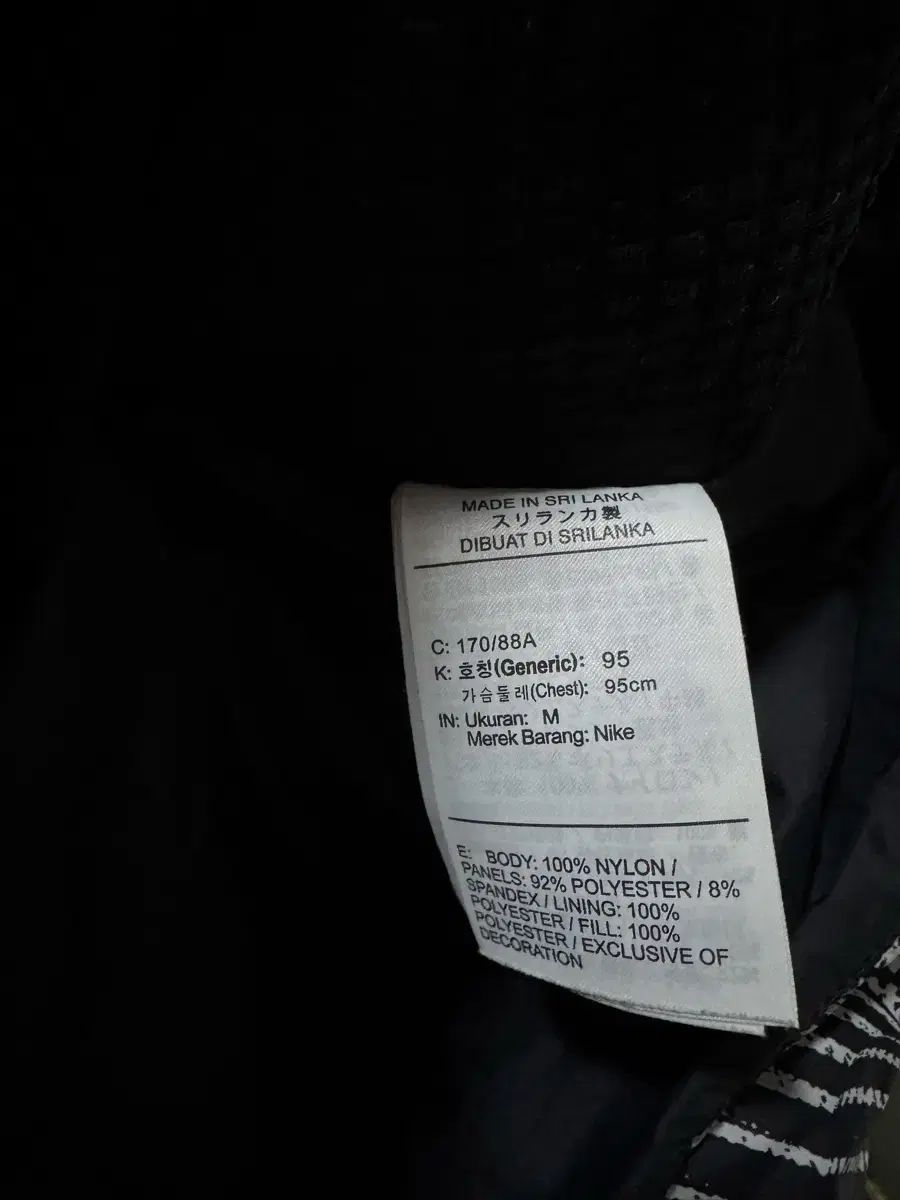 MADE IN SRI LANKA
スリランカ製
DIBUAT DI SRILANKA
C: 170/88A
K: 호칭(Generic): 95
가슴둘레(Chest): 95cm
IN: Ukuran: M
Merek Barang: Nike
E: BODY: 100% NYLON /
PANELS: 92% POLYESTER / 8%
SPANDEX / LINING: 100%
POLYESTER / FILL: 100%
POLYESTER / EXCLUSIVE OF
DECORATION